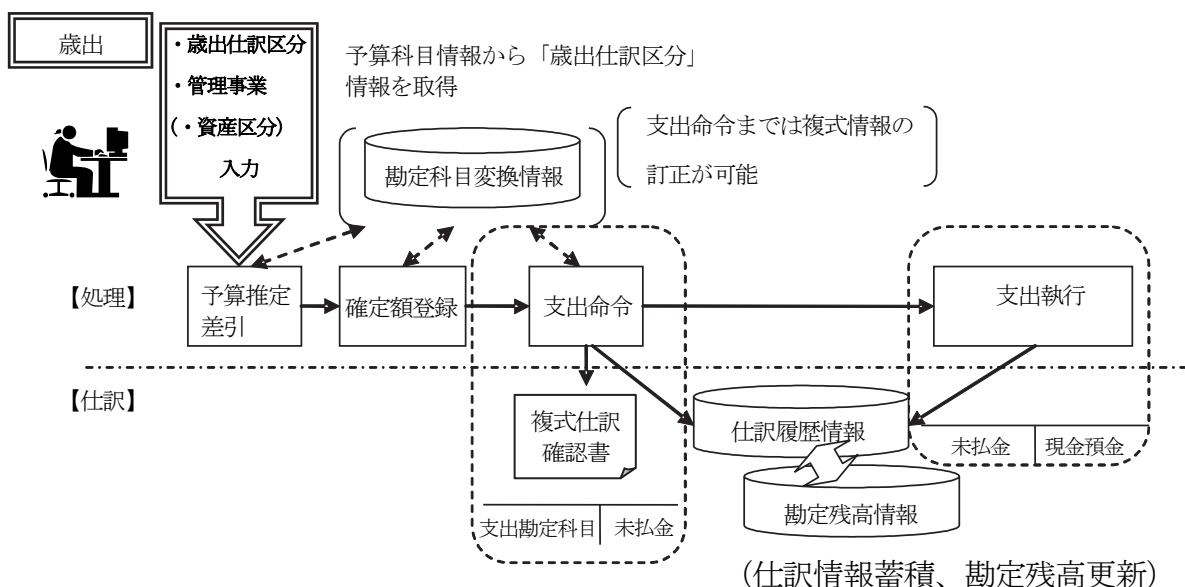 歳出
・歳出仕訳区分
・管理事業
(・資産区分)
入力
予算科目情報から「歳出仕訳区分」
情報を取得
勘定科目変換情報
支出命令までは複式情報の
訂正が可能
【処理】
予算推定
差引
確定額登録
支出命令
支出執行
【仕訳】
複式仕訳
確認書
仕訳履歴情報
未払金
現金預金
勘定残高情報
支出勘定科目
未払金
(仕訳情報蓄積、勘定残高更新)